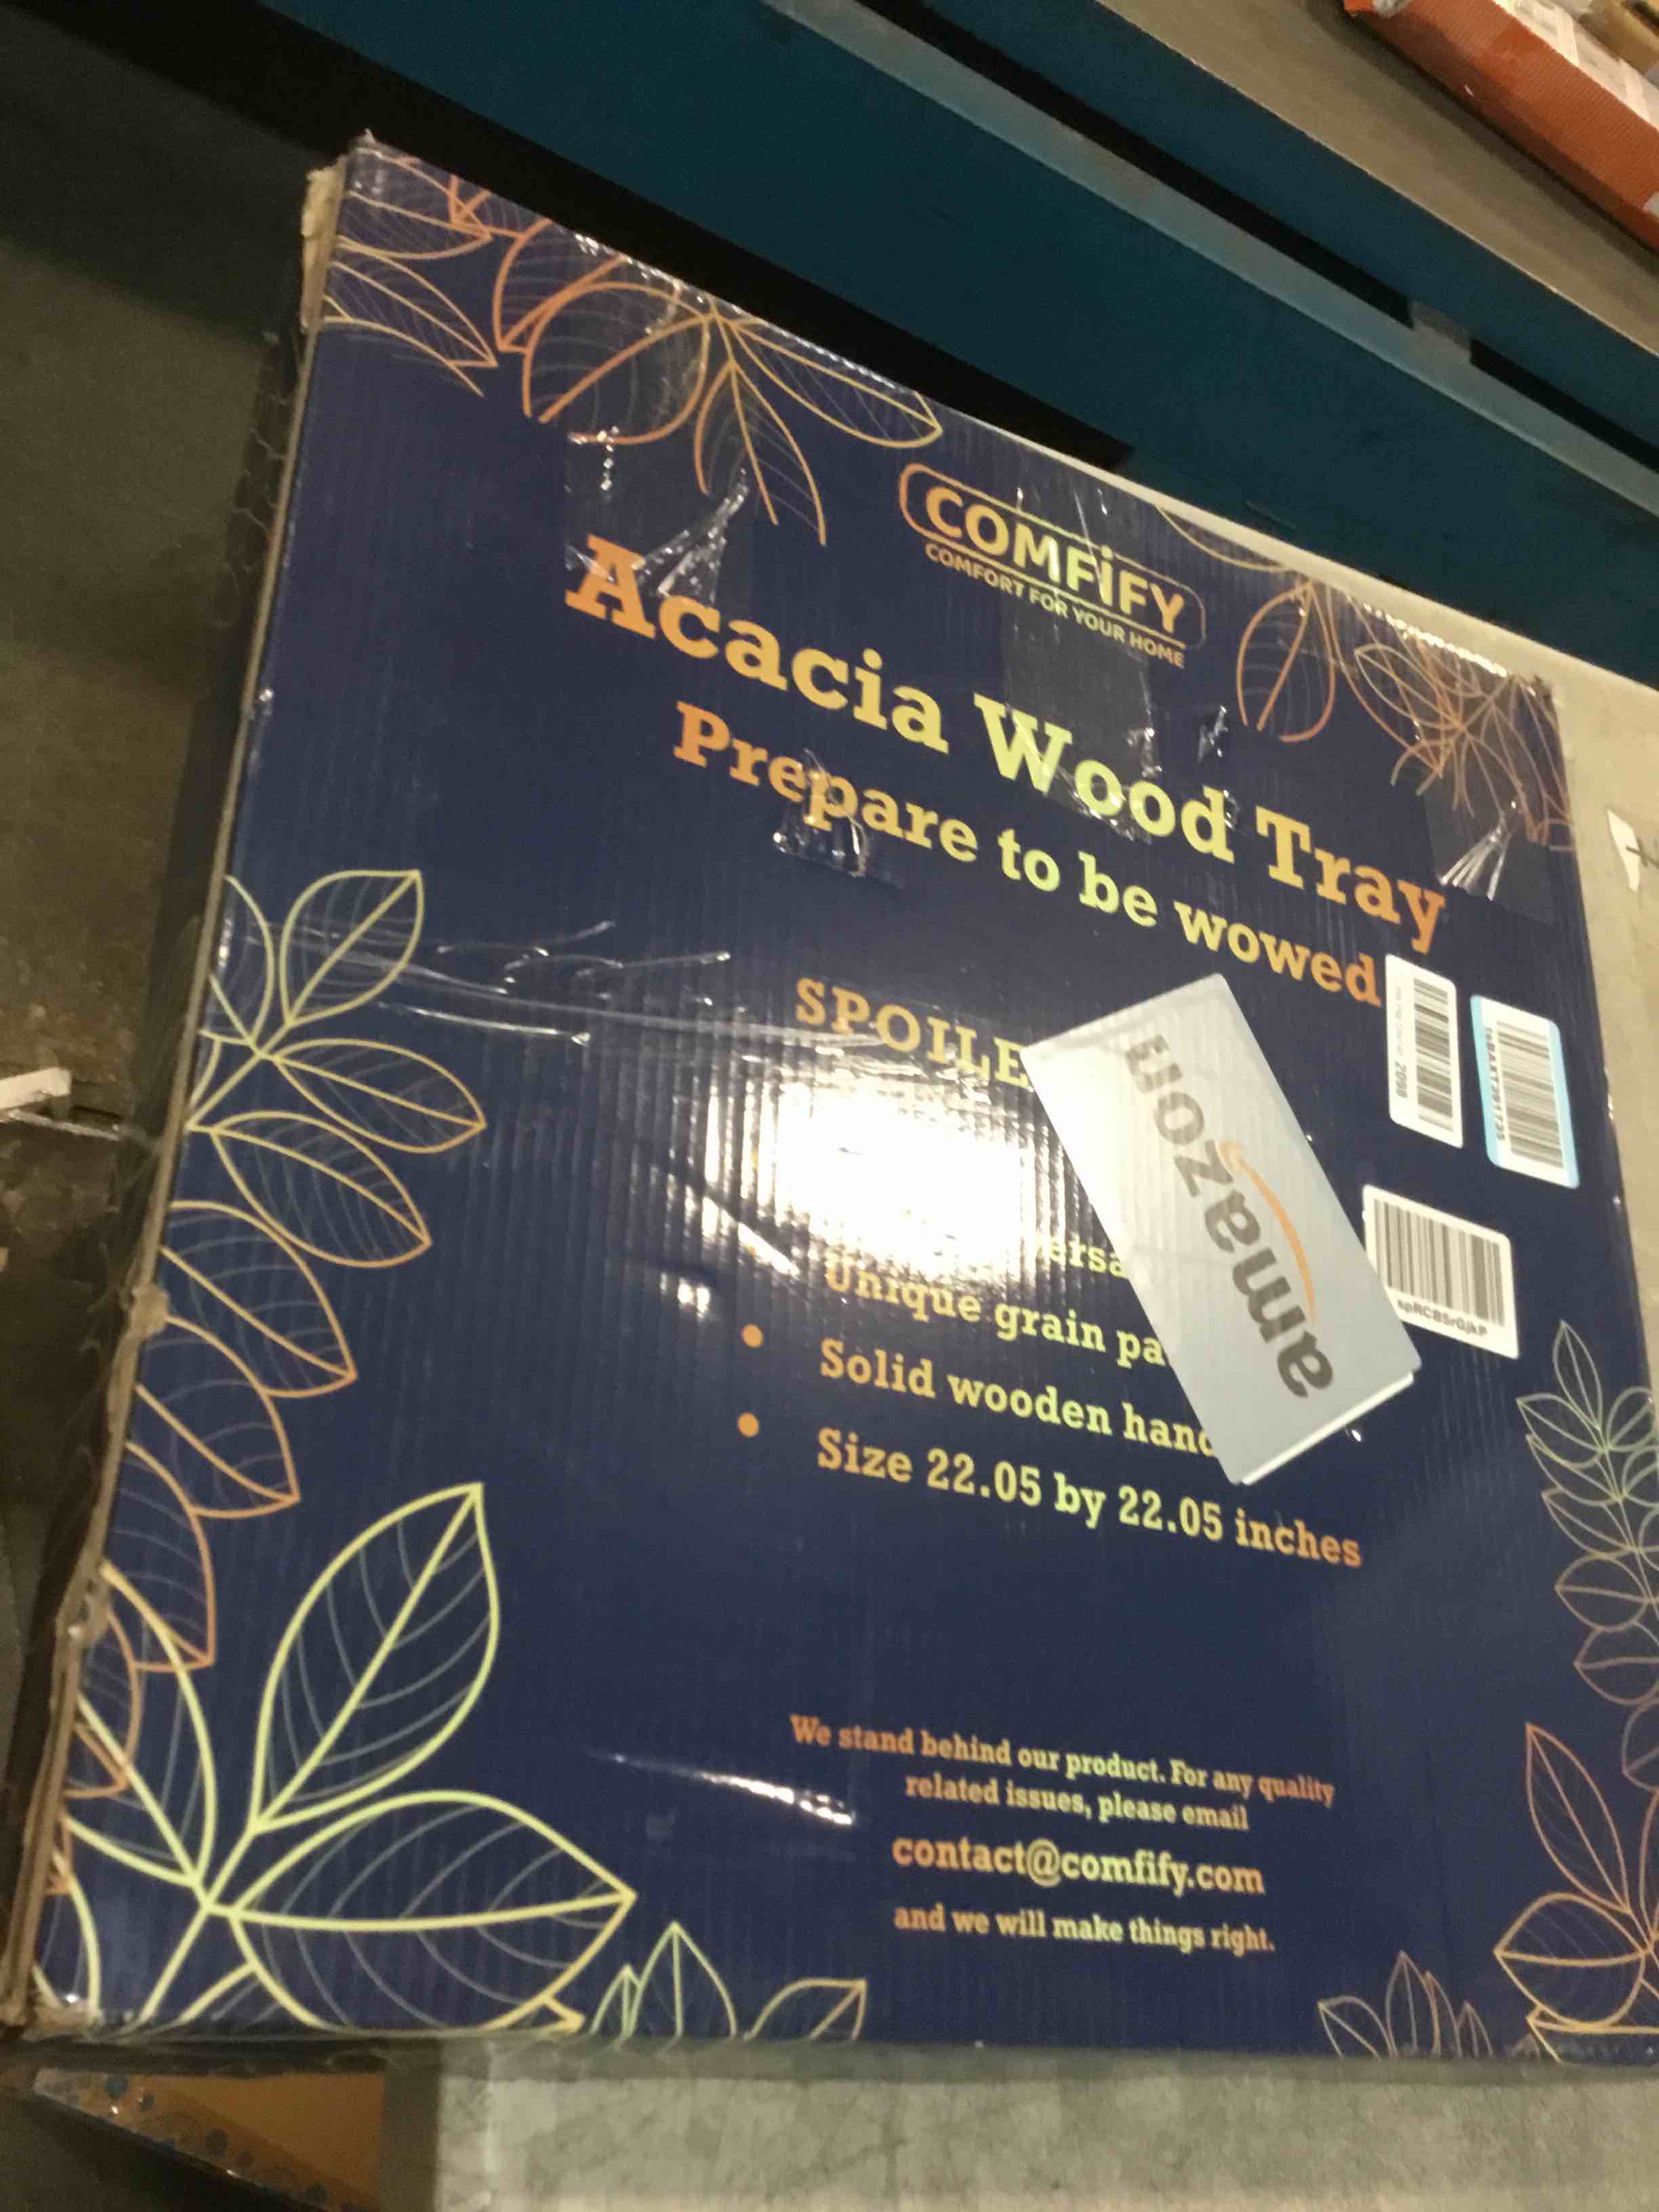 COMFiFY
COMFORT FOR YOUR HOME
Acacia Wood Tray
Prepare to be wowed
SPOILE
ersa
Unique grain pa
Solid wooden hand
Size 22.05 by 22.05 inches
amazon
We stand behind our product. For any quality
related issues, please email
contact@comfify.com
and we will make things right.